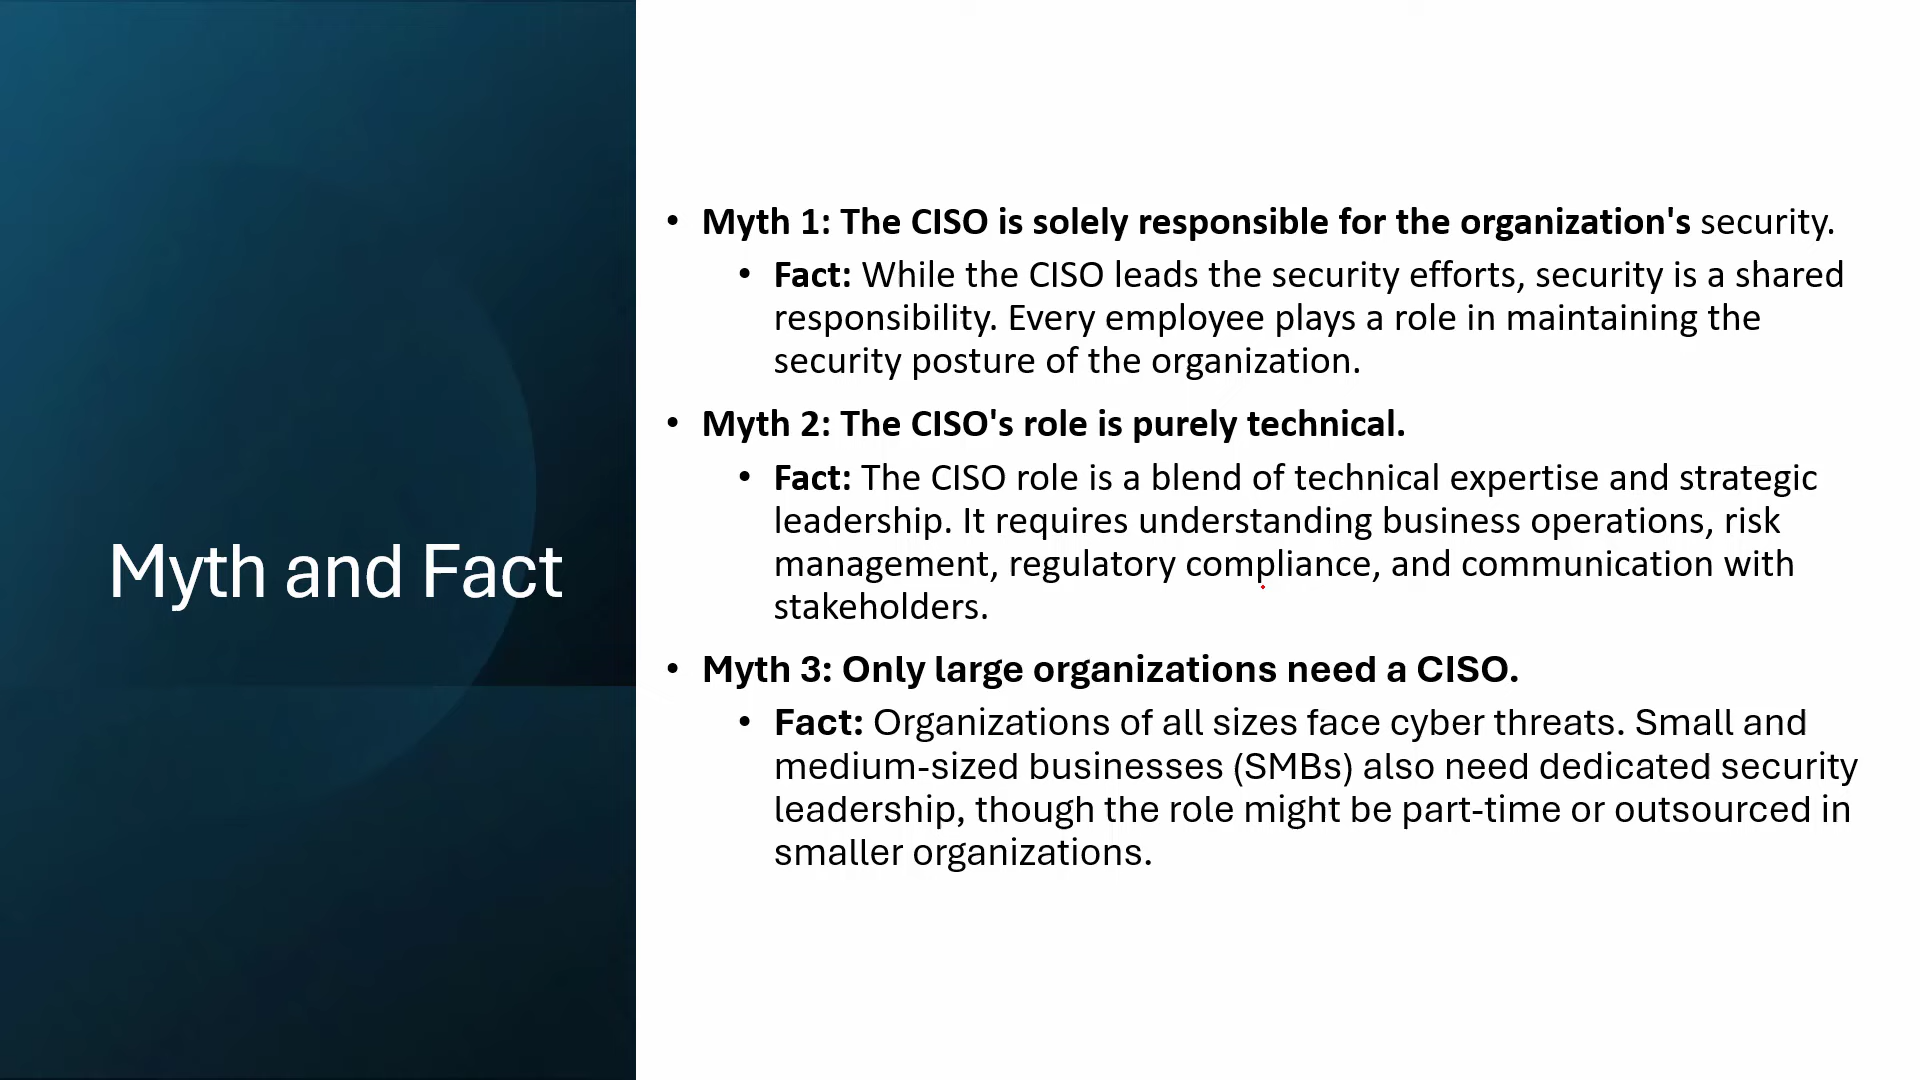 Myth and Fact
• Myth 1: The CISO is solely responsible for the organization's security.
• Fact: While the CISO leads the security efforts, security is a shared
responsibility. Every employee plays a role in maintaining the
security posture of the organization.
• Myth 2: The CISO's role is purely technical.
• Fact: The CISO role is a blend of technical expertise and strategic
leadership. It requires understanding business operations, risk
management, regulatory compliance, and communication with
stakeholders.
• Myth 3: Only large organizations need a CISO.
• Fact: Organizations of all sizes face cyber threats. Small and
medium-sized businesses (SMBs) also need dedicated security
leadership, though the role might be part-time or outsourced in
smaller organizations.